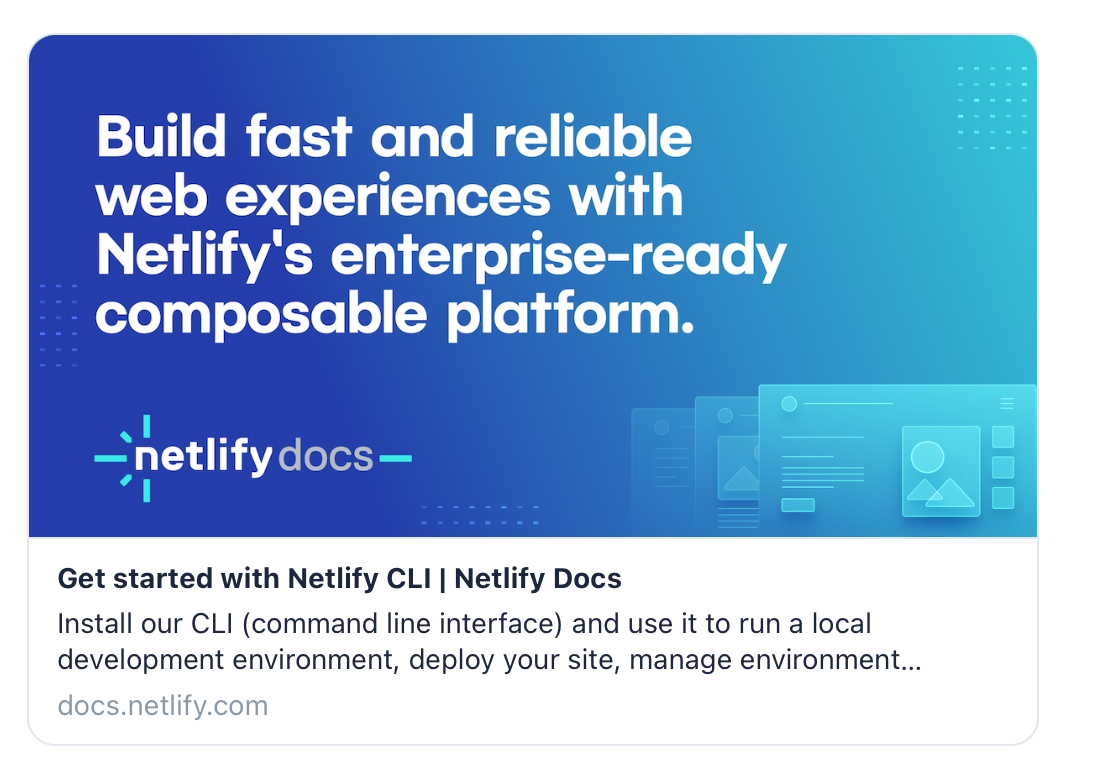 Build fast and reliable
web experiences with
Netlify's enterprise-ready
composable platform.
netlify docs
Get started with Netlify CLI | Netlify Docs
Install our CLI (command line interface) and use it to run a local
development environment, deploy your site, manage environment...
docs.netlify.com